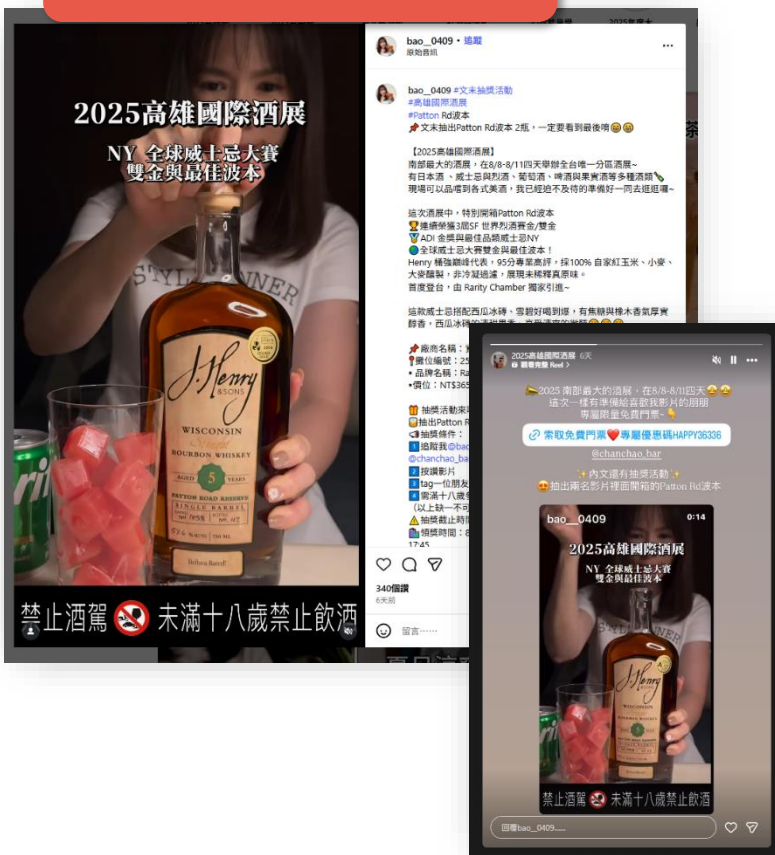 bao__0409 • 追蹤
原始音訊
2025高雄國際酒展
NY 全球威士忌大賽
雙金與最佳波本
STYL
NNER
J.Henry
& SONS
WISCONSIN
Straight
BOURBON WHISKEY
AGED 5 YEARS
PATTON ROAD RESERVE
SINGLE BARREL
禁止酒駕 未滿十八歲禁止飲酒
bao__0409 #文末抽獎活動
#高雄國際酒展
#Patton Rd波本
📌文末抽出Patton Rd波本 2瓶，一定要看到最後唷😆😆
【2025高雄國際酒展】
南部最大的酒展，在8/8-8/11四天舉辦全台唯一分區酒展~
有日本酒 、威士忌與烈酒、葡萄酒、啤酒與果實酒等多種酒類🍾
現場可以品嚐到各式美酒，我已經迫不及待的準備好一同去逛逛囉~
這次酒展中，特別開箱Patton Rd波本
🏆連續榮獲3屆SF 世界烈酒賽金/雙金
🏅ADI 金獎與最佳品類威士忌NY
🌏全球威士忌大賽雙金與最佳波本！
Henry 桶強巔峰代表，95分專業高評，採100% 自家紅玉米、小麥、
大麥釀製，非冷凝過濾，展現未稀釋真原味。
首度登台，由 Rarity Chamber 獨家引進~
這款威士忌搭配西瓜冰磚、雪碧好喝到爆，有焦糖與橡木香氣厚實
醇香，西瓜冰磚
📌廠商名稱：
📍攤位編號：25
• 品牌名稱：Ra
•價位：NT$365
🎁 抽獎活動來
🥃抽出Patton R
📢抽獎條件：
1️⃣追蹤我@bao
@chanchao_ba
2️⃣按讚影片
3️⃣tag一位朋友
4️⃣需滿十八歲
（以上缺一不可
⚠️抽獎截止時間
🛍️領獎時間：8
17:45
340個讚
6天前
留言⋯⋯
2025高雄國際酒展 6天
觀看完整 Reel >
2025 南部最大的酒展，在8/8-8/11四天🤩🤩
這次一樣有準備給喜歡我影片的朋朋
專屬限量免費門票~👇
索取免費門票❤️專屬優惠碼HAPPY36336
@chanchao_bar
✨內文還有抽獎活動✨
🤩抽出兩名影片裡面開箱的Patton Rd波本
bao__0409
0:14
2025高雄國際酒展
NY 全球威士忌大賽
雙金與最佳波本
J.Henry
& SONS
WISCONSIN
BOURBON WHISKEY
5
禁止酒駕 未滿十八歲禁止飲酒
回覆bao__0409......